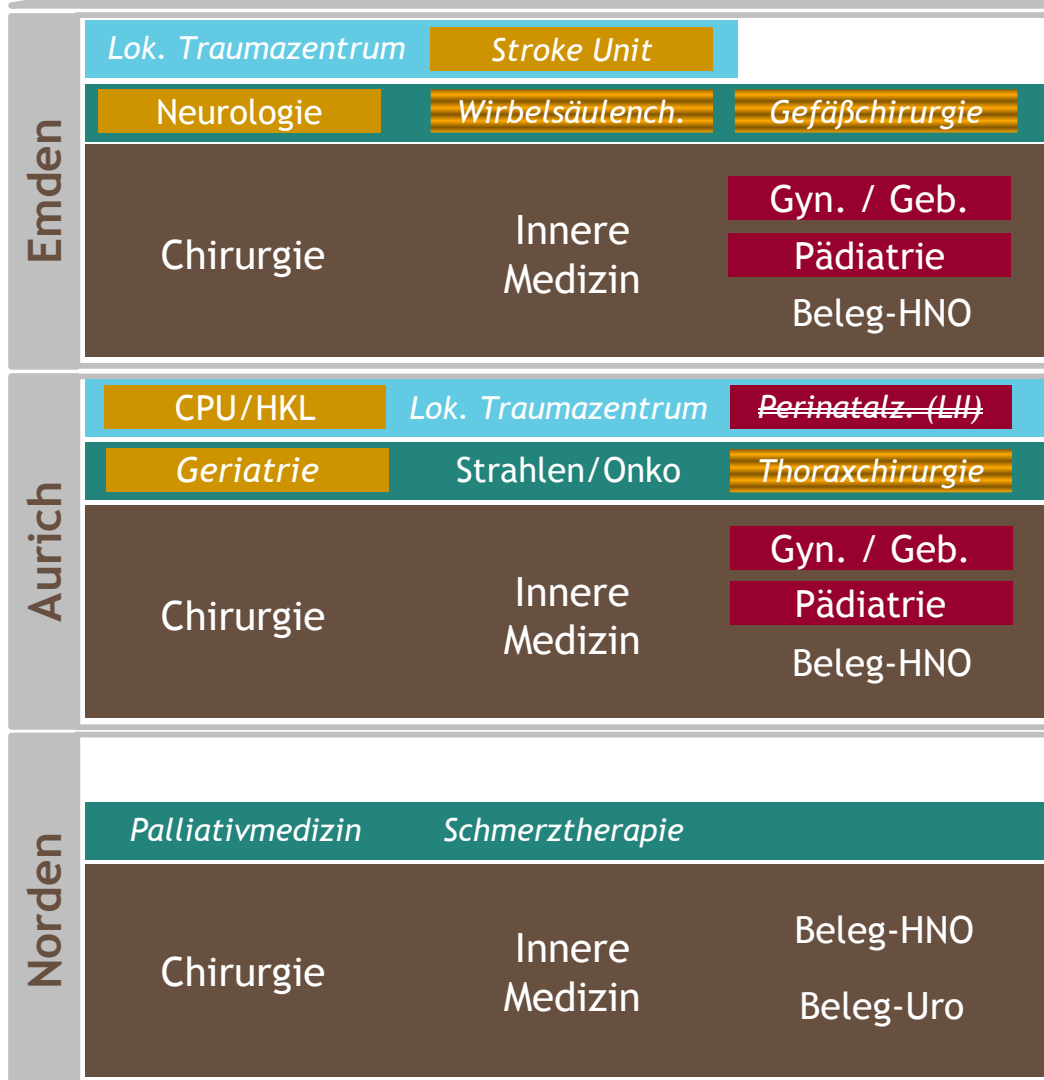 Emden
Lok. Traumazentrum Stroke Unit
Neurologie Wirbelsäulench. Gefäßchirurgie
Chirurgie
Innere
Medizin
Gyn. / Geb.
Pädiatrie
Beleg-HNO
Aurich
CPU/HKL Lok. Traumazentrum Perinatalz. (LII)
Geriatrie Strahlen/Onko Thoraxchirurgie
Chirurgie
Innere
Medizin
Gyn. / Geb.
Pädiatrie
Beleg-HNO
Norden
Palliativmedizin Schmerztherapie
Chirurgie
Innere
Medizin
Beleg-HNO
Beleg-Uro